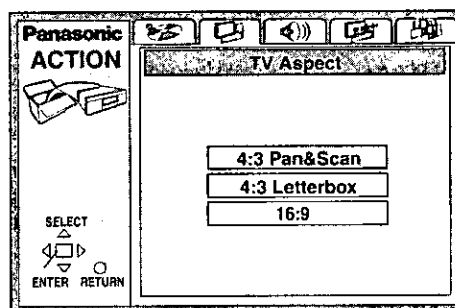 Panasonic
ACTION
TV Aspect
4:3 Pan&Scan
4:3 Letterbox
16:9
SELECT
ENTER RETURN